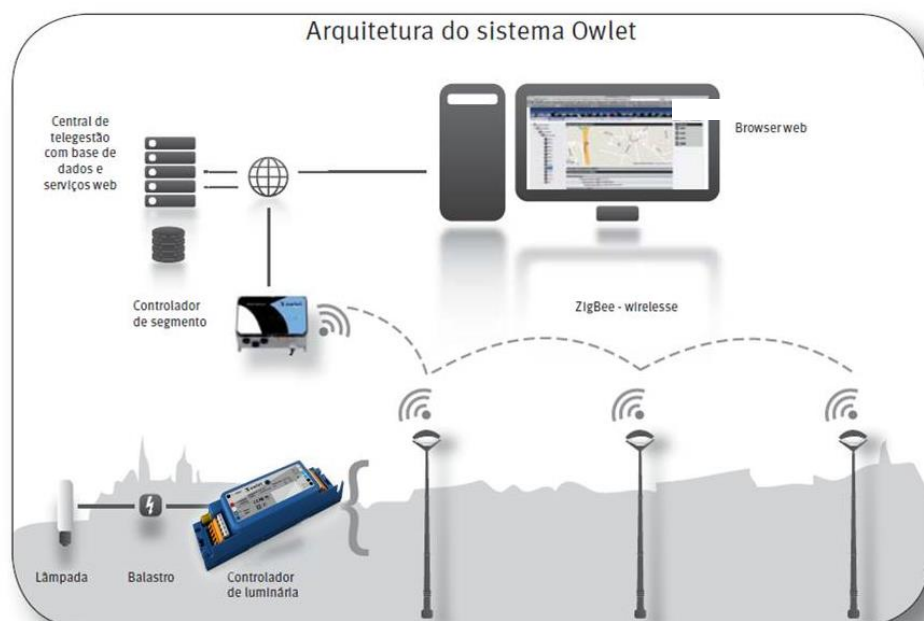 Arquitetura do sistema Owlet
Central de
telegestão
com base de
dados e
serviços web
Browser web
Controlador
de segmento
ZigBee - wirelesse
Lâmpada
Balastro
Controlador
de luminária